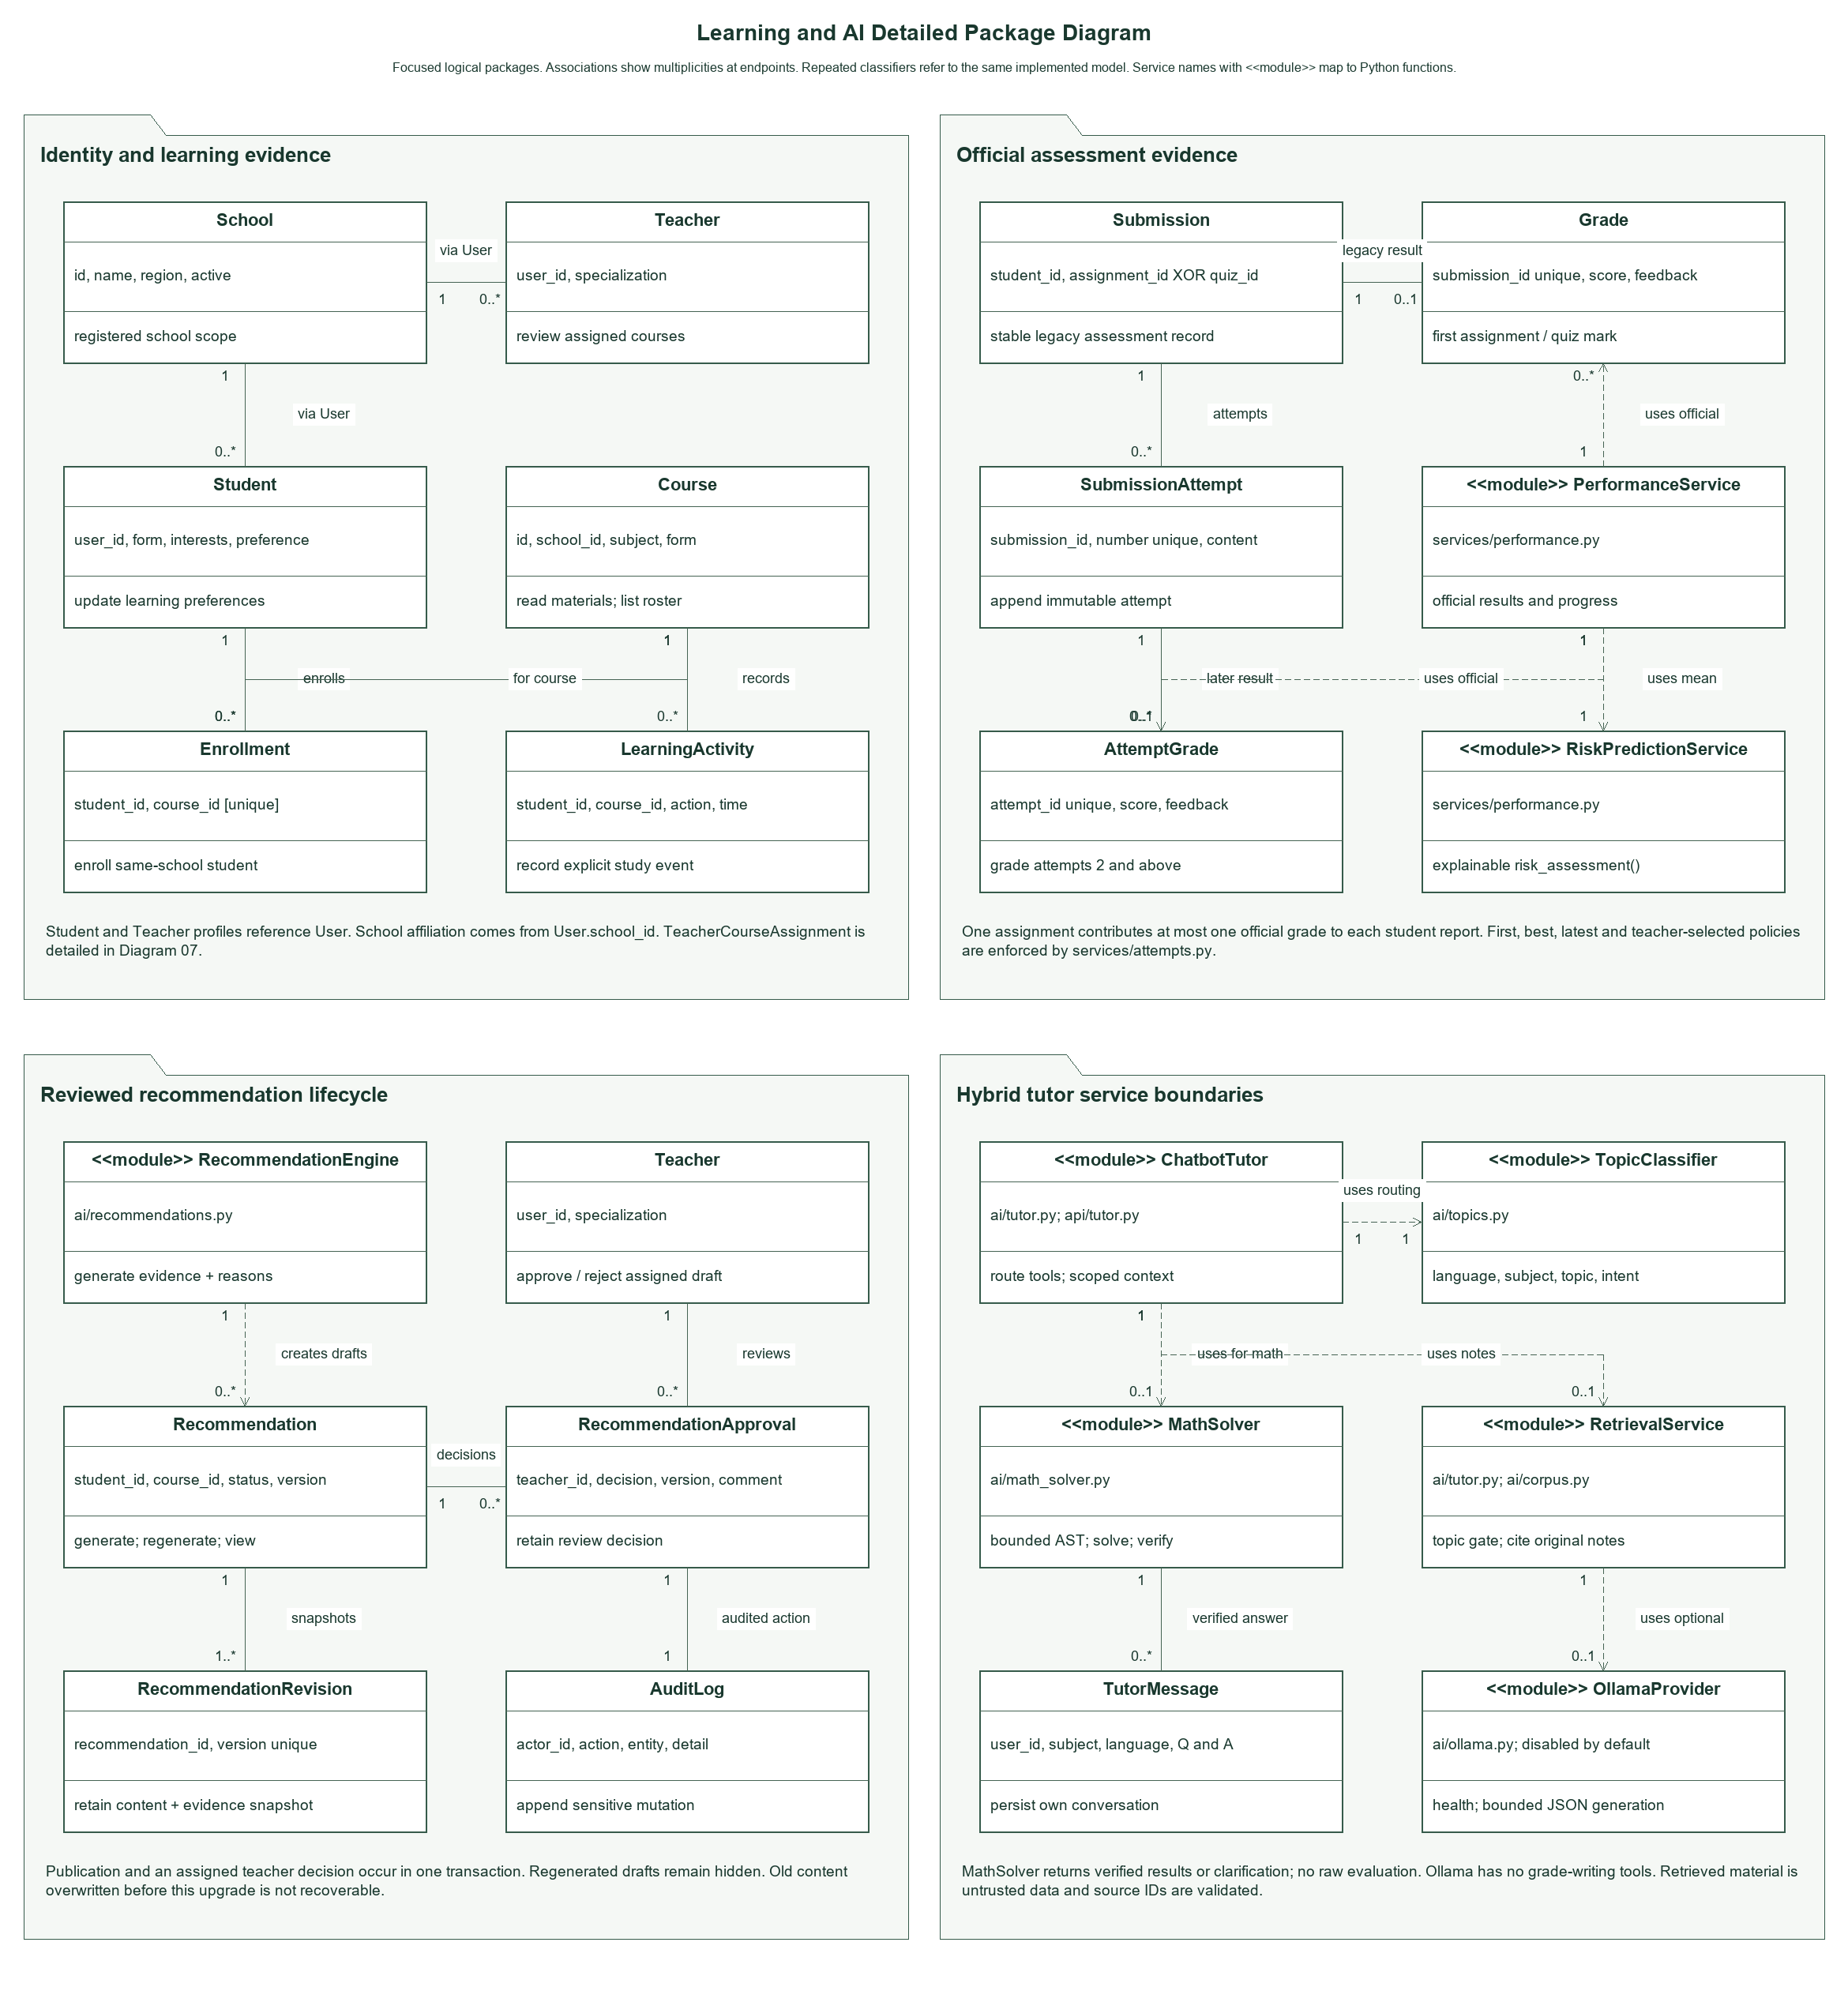 Learning and AI Detailed Package Diagram
Focused logical packages. Associations show multiplicities at endpoints. Repeated classifiers refer to the same implemented model. Service names with <<module>> map to Python functions.
Identity and learning evidence
School
id, name, region, active
registered school scope
via User
1
0..*
Teacher
user_id, specialization
review assigned courses
1
via User
0..*
Student
user_id, form, interests, preference
update learning preferences
Course
id, school_id, subject, form
read materials; list roster
1
1
enrolls
for course
records
0..*
0..*
Enrollment
student_id, course_id [unique]
enroll same-school student
LearningActivity
student_id, course_id, action, time
record explicit study event
Student and Teacher profiles reference User. School affiliation comes from User.school_id. TeacherCourseAssignment is
detailed in Diagram 07.
Official assessment evidence
Submission
student_id, assignment_id XOR quiz_id
stable legacy assessment record
legacy result
1
0..1
Grade
submission_id unique, score, feedback
first assignment / quiz mark
1
attempts
0..*
0..*
uses official
1
SubmissionAttempt
submission_id, number unique, content
append immutable attempt
<<module>> PerformanceService
services/performance.py
official results and progress
1
1
later result
uses official
uses mean
0..1
1
AttemptGrade
attempt_id unique, score, feedback
grade attempts 2 and above
<<module>> RiskPredictionService
services/performance.py
explainable risk_assessment()
One assignment contributes at most one official grade to each student report. First, best, latest and teacher-selected policies
are enforced by services/attempts.py.
Reviewed recommendation lifecycle
<<module>> RecommendationEngine
ai/recommendations.py
generate evidence + reasons
Teacher
user_id, specialization
approve / reject assigned draft
1
creates drafts
0..*
1
reviews
0..*
Recommendation
student_id, course_id, status, version
generate; regenerate; view
decisions
1
0..*
RecommendationApproval
teacher_id, decision, version, comment
retain review decision
1
snapshots
1..*
1
audited action
1
RecommendationRevision
recommendation_id, version unique
retain content + evidence snapshot
AuditLog
actor_id, action, entity, detail
append sensitive mutation
Publication and an assigned teacher decision occur in one transaction. Regenerated drafts remain hidden. Old content
overwritten before this upgrade is not recoverable.
Hybrid tutor service boundaries
<<module>> ChatbotTutor
ai/tutor.py; api/tutor.py
route tools; scoped context
uses routing
1
1
<<module>> TopicClassifier
ai/topics.py
language, subject, topic, intent
1
uses for math
uses notes
0..1
0..1
<<module>> MathSolver
ai/math_solver.py
bounded AST; solve; verify
<<module>> RetrievalService
ai/tutor.py; ai/corpus.py
topic gate; cite original notes
1
verified answer
0..*
1
uses optional
0..1
TutorMessage
user_id, subject, language, Q and A
persist own conversation
<<module>> OllamaProvider
ai/ollama.py; disabled by default
health; bounded JSON generation
MathSolver returns verified results or clarification; no raw evaluation. Ollama has no grade-writing tools. Retrieved material is
untrusted data and source IDs are validated.